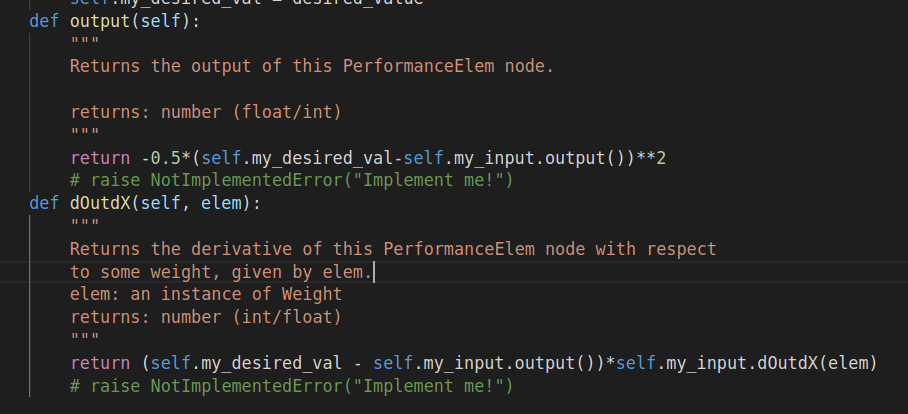 self.my_desired_val = desired_value
def output(self):
    """
    Returns the output of this PerformanceElem node.

    returns: number (float/int)
    """
    return -0.5*(self.my_desired_val-self.my_input.output())**2
    # raise NotImplementedError("Implement me!")
def dOutdX(self, elem):
    """
    Returns the derivative of this PerformanceElem node with respect
    to some weight, given by elem.
    elem: an instance of Weight
    returns: number (int/float)
    """
    return (self.my_desired_val - self.my_input.output())*self.my_input.dOutdX(elem)
    # raise NotImplementedError("Implement me!")